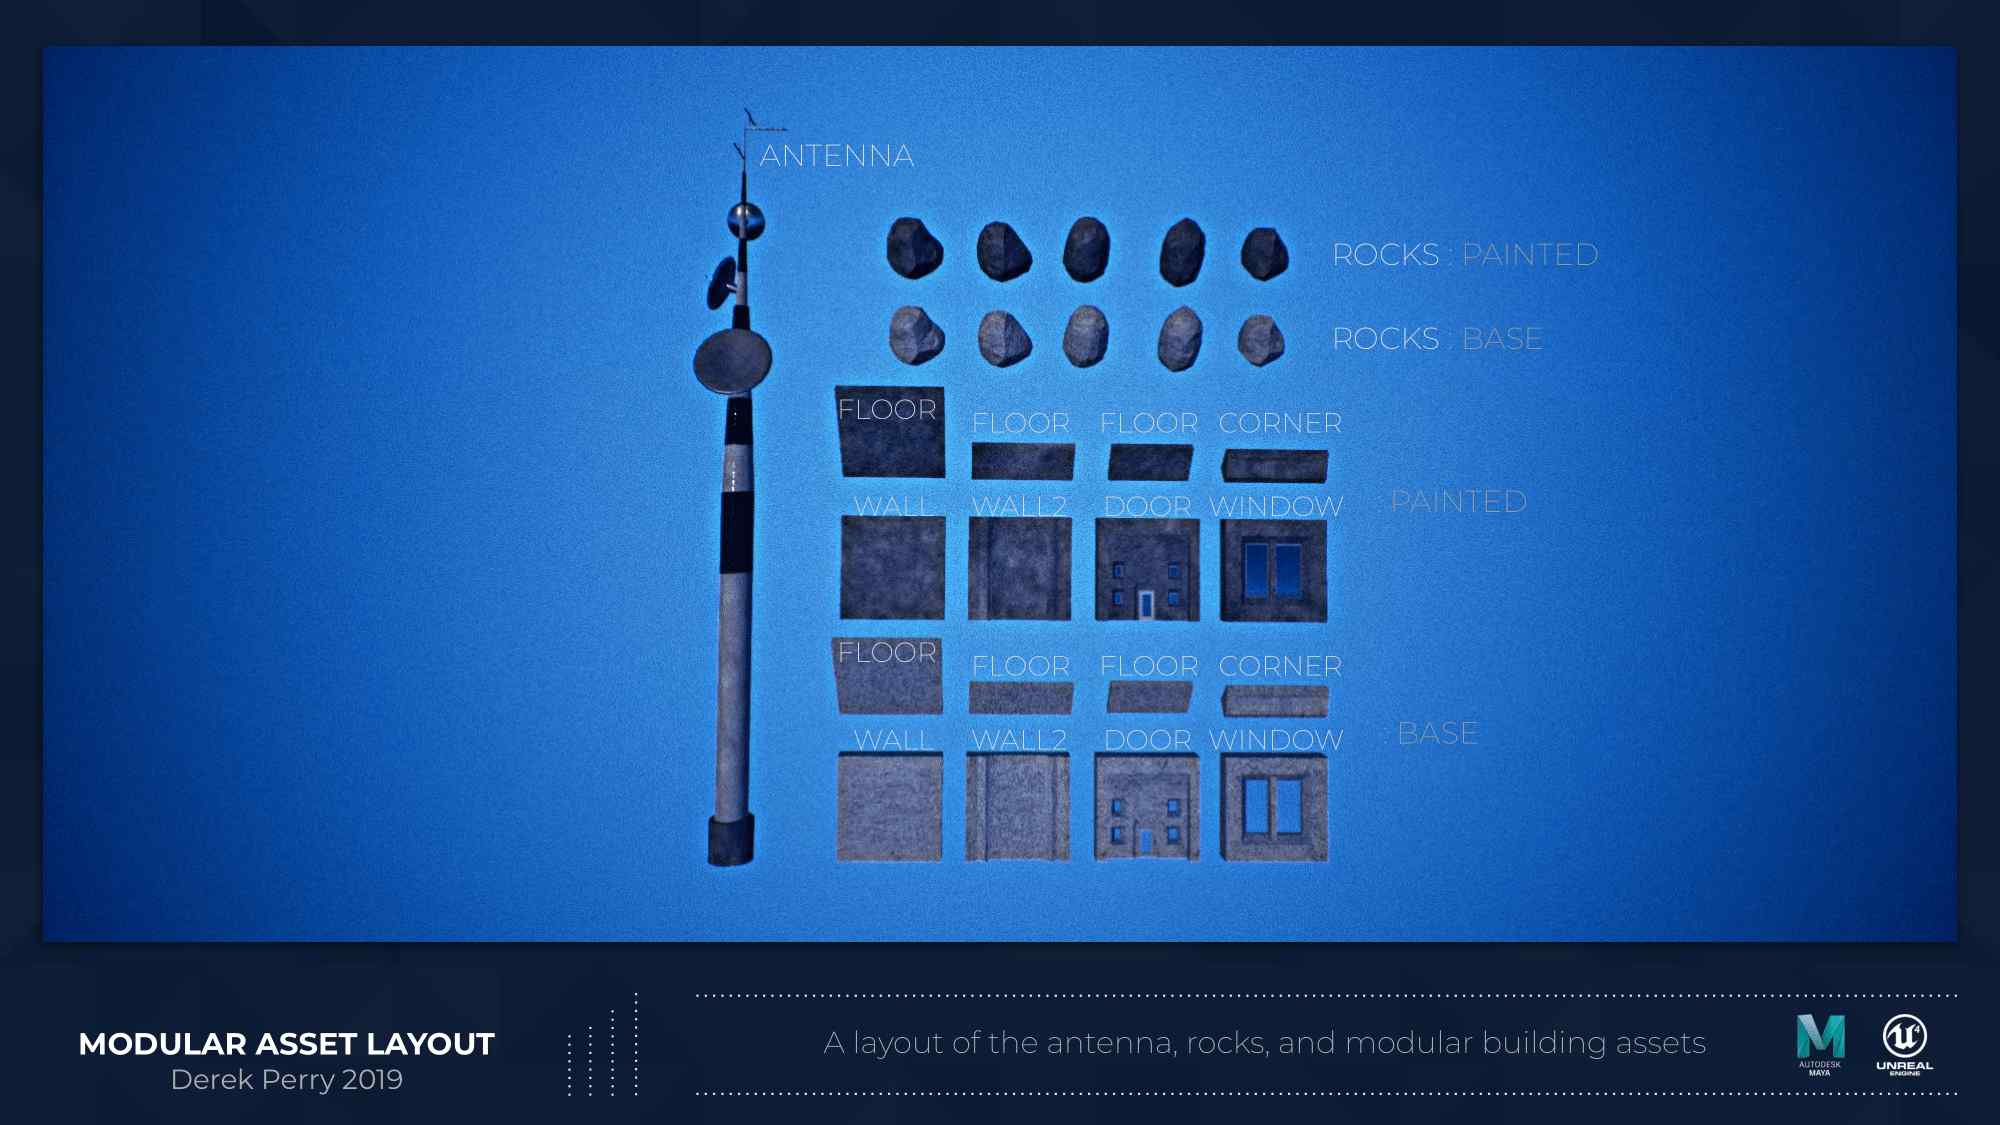 ANTENNA
ROCKS : PAINTED
ROCKS : BASE
FLOOR FLOOR FLOOR CORNER
WALL WALL2 DOOR WINDOW
: PAINTED
FLOOR FLOOR FLOOR CORNER
WALL WALL2 DOOR WINDOW
: BASE
MODULAR ASSET LAYOUT
Derek Perry 2019
A layout of the antenna, rocks, and modular building assets
AUTODESK
MAYA
UNREAL
ENGINE